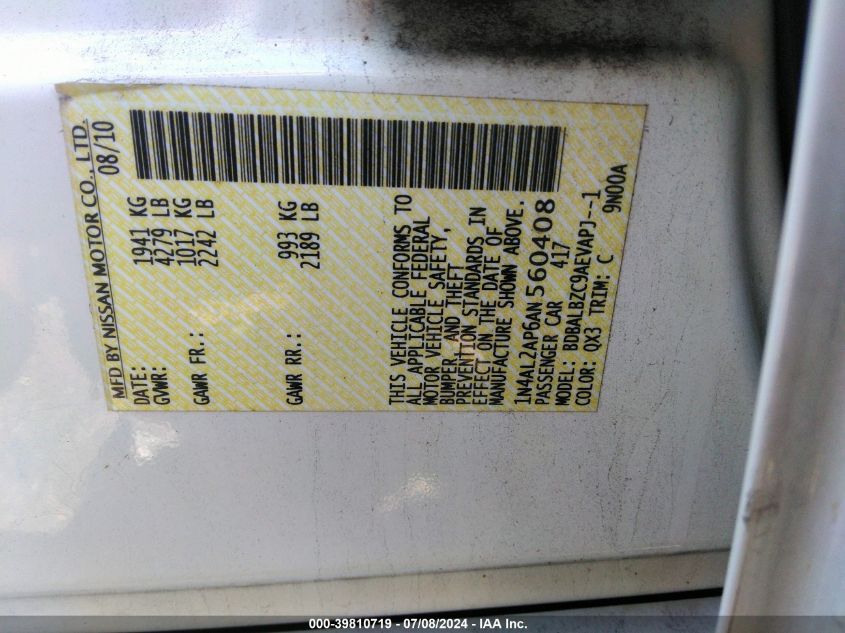 MFD BY NISSAN MOTOR CO., LTD.
DATE: 08/10
GVWR: 1941 KG
4279 LB
GAWR FR.: 1017 KG
2242 LB
GAWR RR.: 993 KG
2189 LB
THIS VEHICLE CONFORMS TO
ALL APPLICABLE FEDERAL
MOTOR VEHICLE SAFETY,
BUMPER, AND THEFT
PREVENTION STANDARDS IN
EFFECT ON THE DATE OF
MANUFACTURE SHOWN ABOVE.
1N4AL2AP6AN560408
PASSENGER CAR 417
MODEL: BDBALBZC9AEVAPJ--1
COLOR: QX3 TRIM: C 9N00A
000-39810719 / 07/08/2024 - IAA Inc.